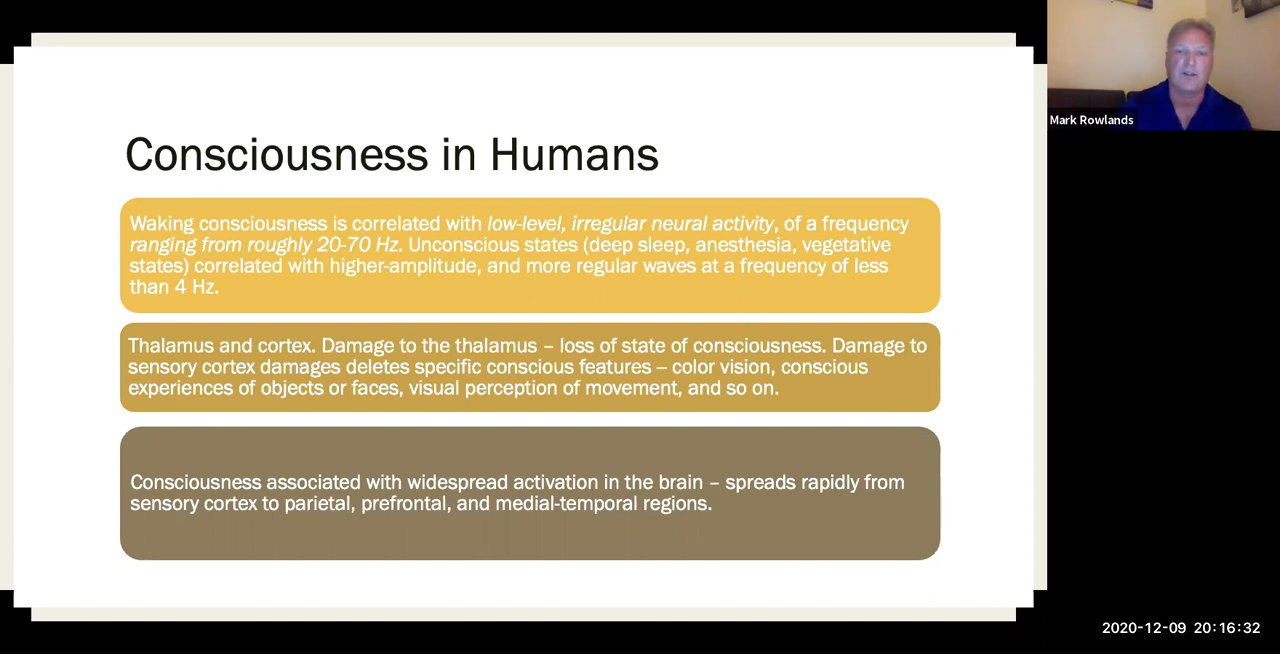 Consciousness in Humans
Waking consciousness is correlated with low-level, irregular neural activity, of a frequency
ranging from roughly 20-70 Hz. Unconscious states (deep sleep, anesthesia, vegetative
states) correlated with higher-amplitude, and more regular waves at a frequency of less
than 4 Hz.
Thalamus and cortex. Damage to the thalamus – loss of state of consciousness. Damage to
sensory cortex damages deletes specific conscious features – color vision, conscious
experiences of objects or faces, visual perception of movement, and so on.
Consciousness associated with widespread activation in the brain – spreads rapidly from
sensory cortex to parietal, prefrontal, and medial-temporal regions.
Mark Rowlands
2020-12-09 20:16:32